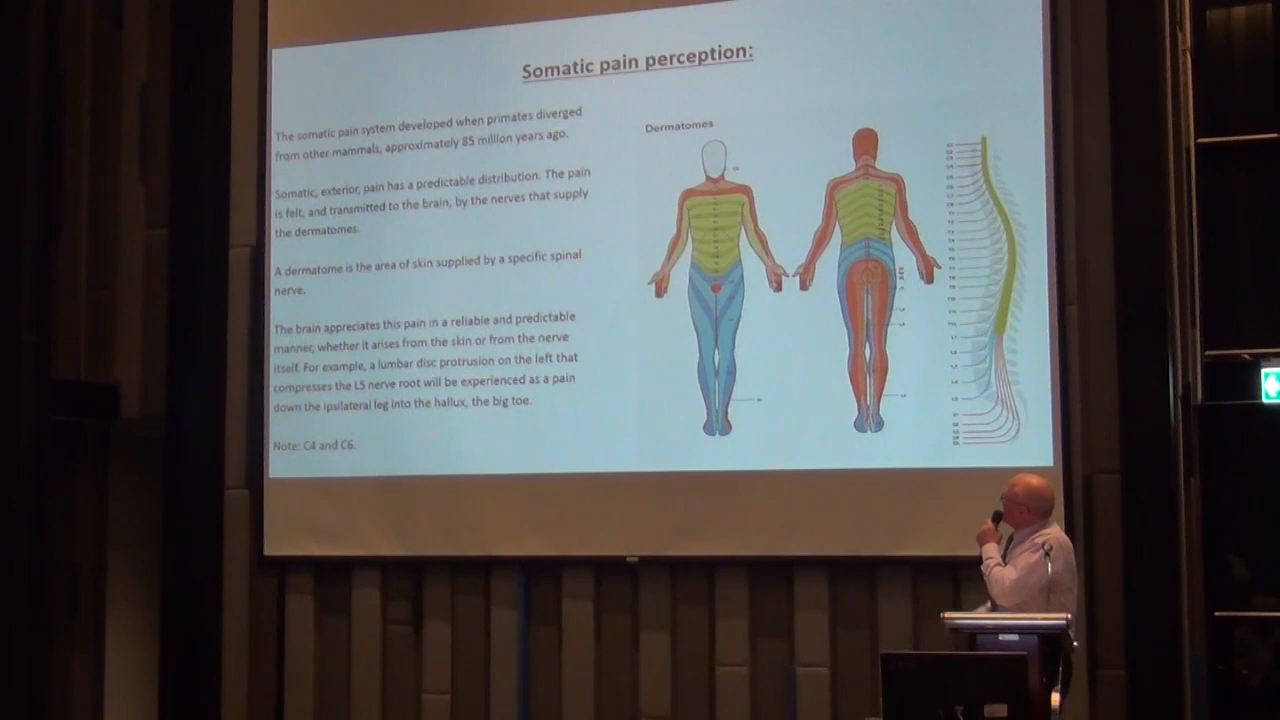 Somatic pain perception:
The somatic pain system developed when primates diverged
from other mammals, approximately 85 million years ago.
Somatic, exterior, pain has a predictable distribution. The pain
is felt, and transmitted to the brain, by the nerves that supply
the dermatomes.
A dermatome is the area of skin supplied by a specific spinal
nerve.
The brain appreciates this pain in a reliable and predictable
manner, whether it arises from the skin or from the nerve
itself. For example, a lumbar disc protrusion on the left that
compresses the L5 nerve root will be experienced as a pain
down the ipsilateral leg into the hallux, the big toe.
Note: C4 and C6.
Dermatomes